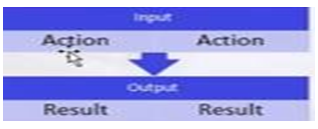 Input
Action Action
Output
Result Result